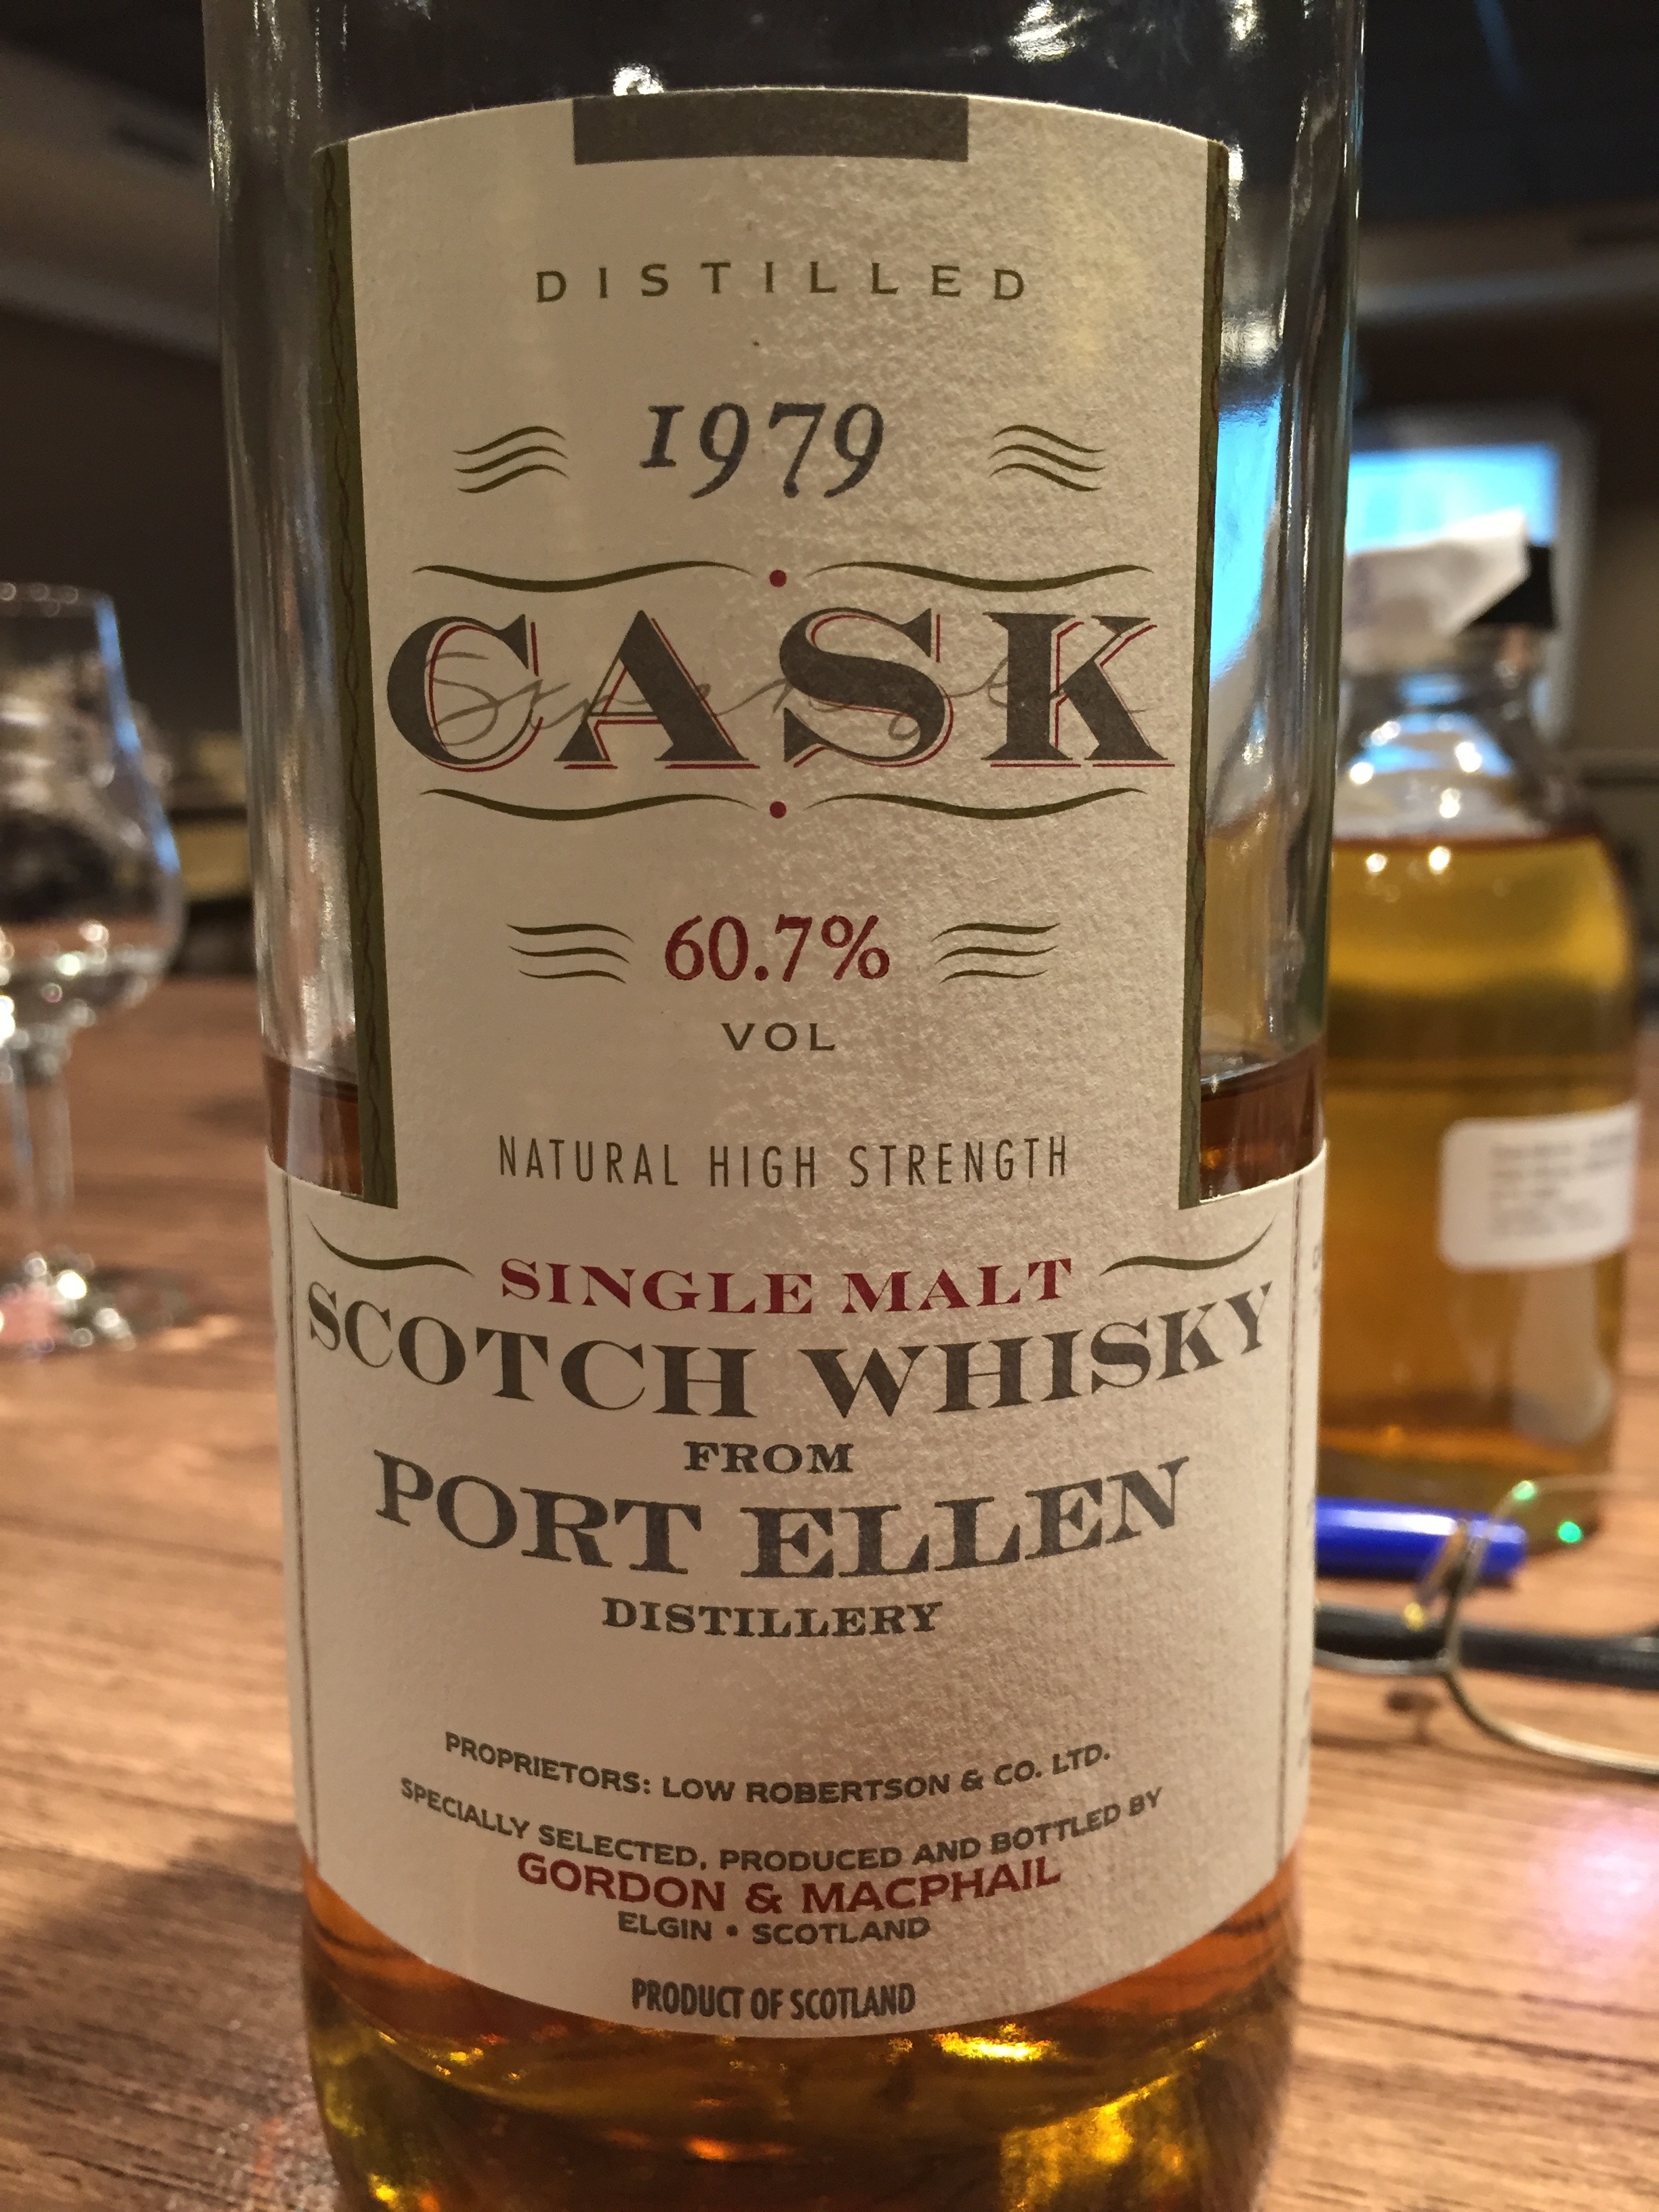 DISTILLED
1979
CASK
60.7%
VOL
NATURAL HIGH STRENGTH
SINGLE MALT
SCOTCH WHISKY
FROM
PORT ELLEN
DISTILLERY
PROPRIETORS: LOW ROBERTSON & CO. LTD.
SPECIALLY SELECTED, PRODUCED AND BOTTLED BY
GORDON & MACPHAIL
ELGIN • SCOTLAND
PRODUCT OF SCOTLAND